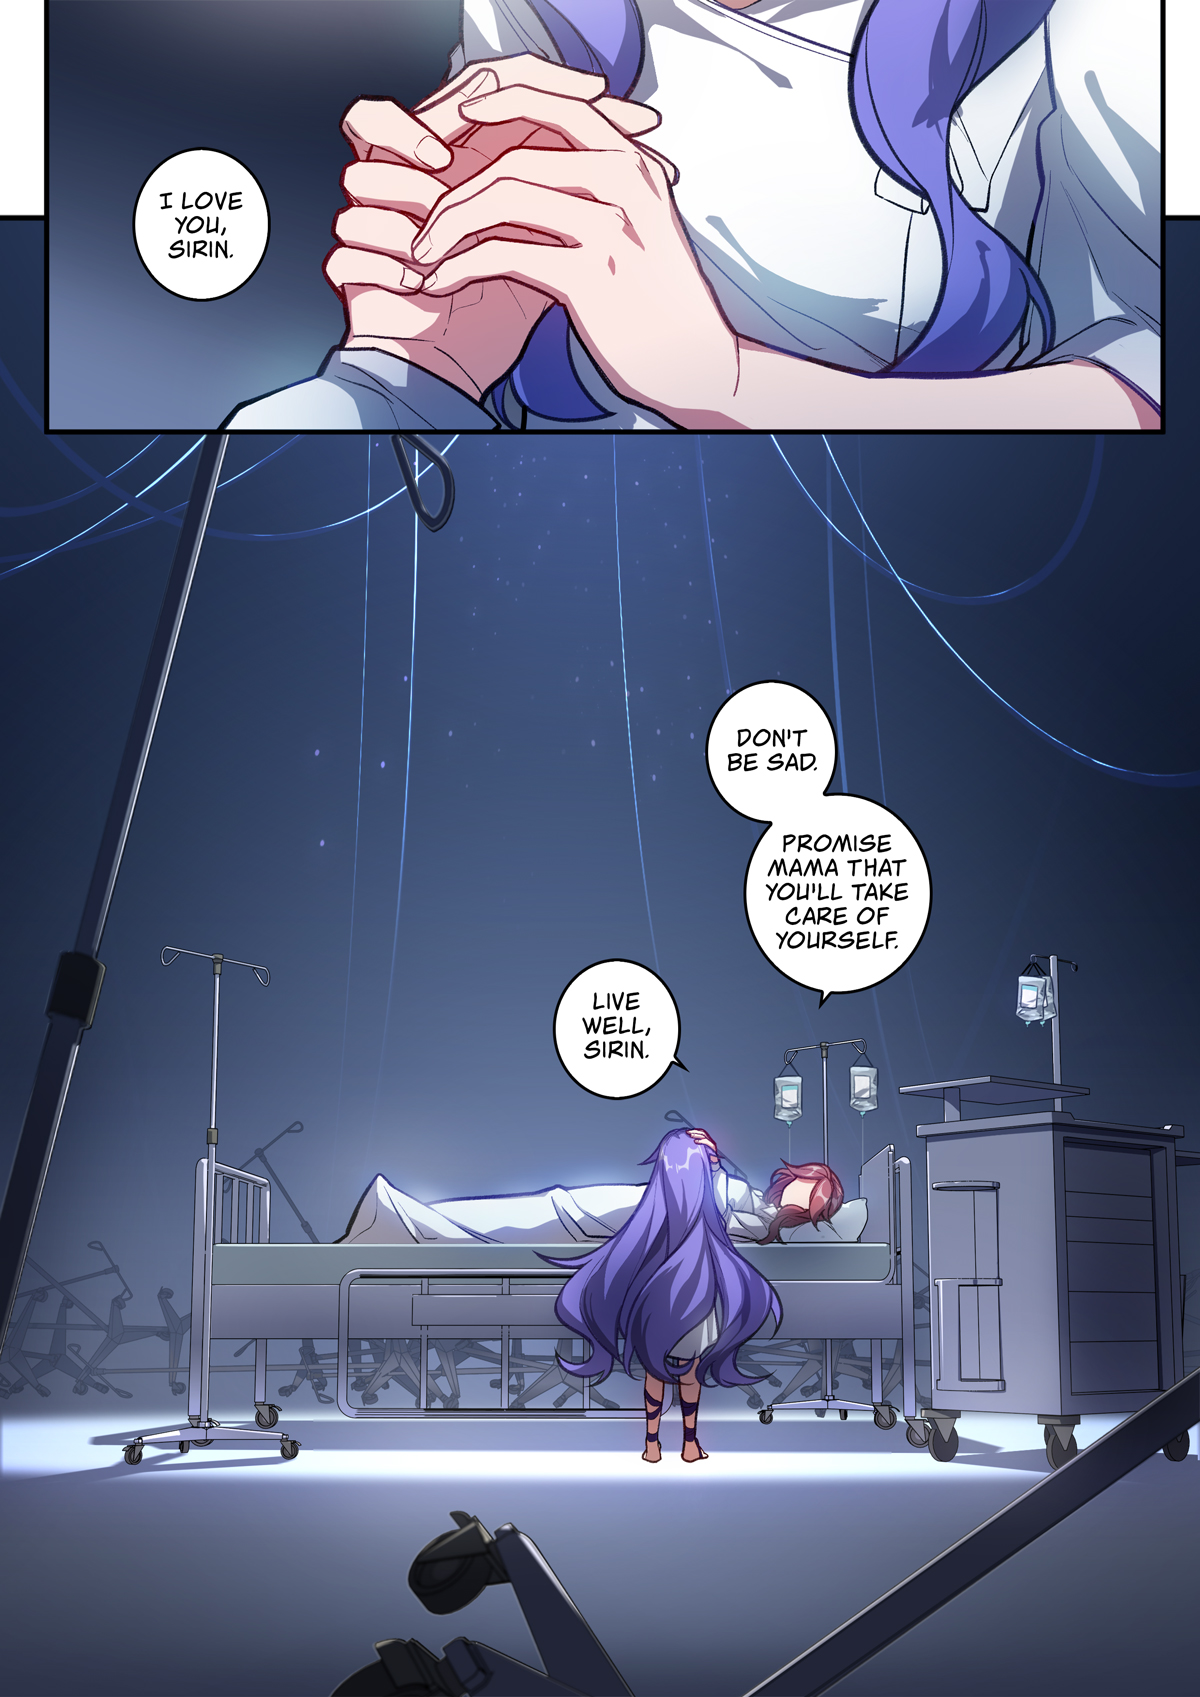 I LOVE
YOU,
SIRIN.
DON'T
BE SAD.
PROMISE
MAMA THAT
YOU'LL TAKE
CARE OF
YOURSELF.
LIVE
WELL,
SIRIN.